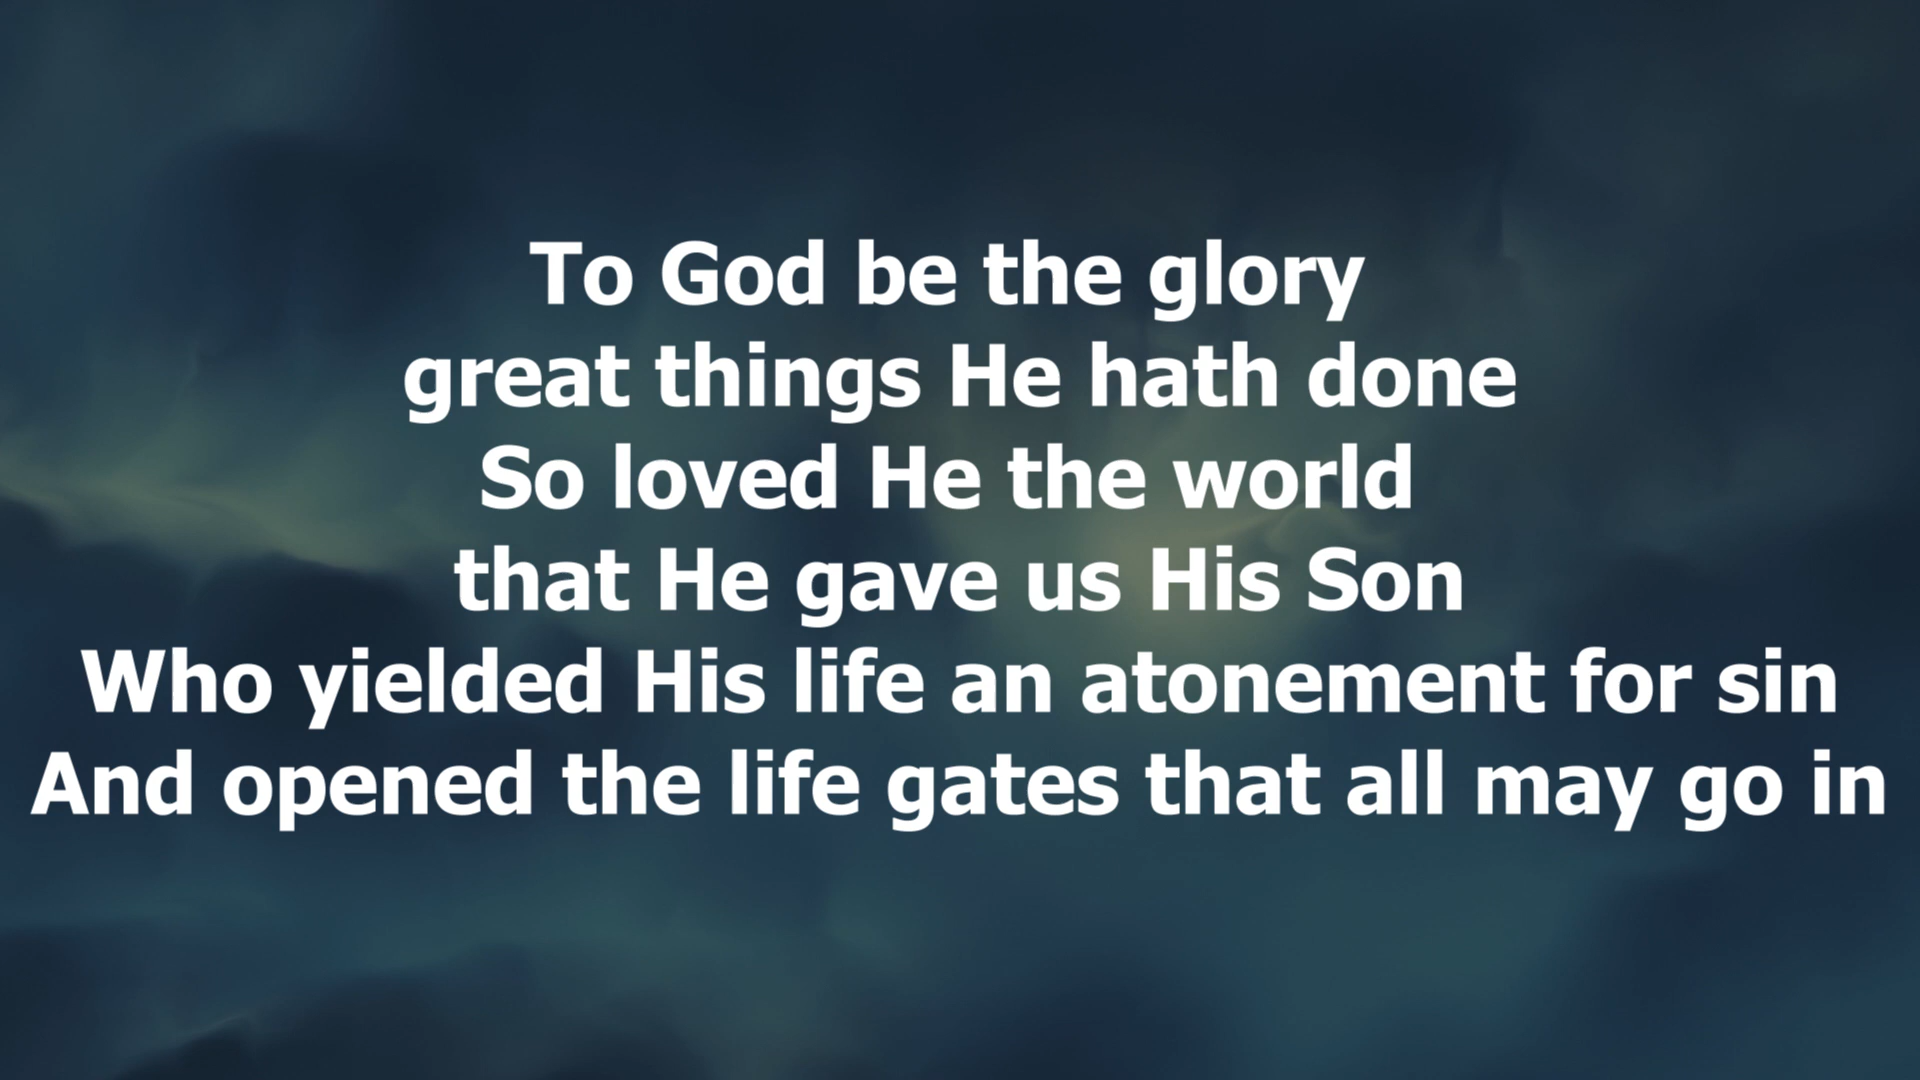 To God be the glory
great things He hath done
So loved He the world
that He gave us His Son
Who yielded His life an atonement for sin
And opened the life gates that all may go in